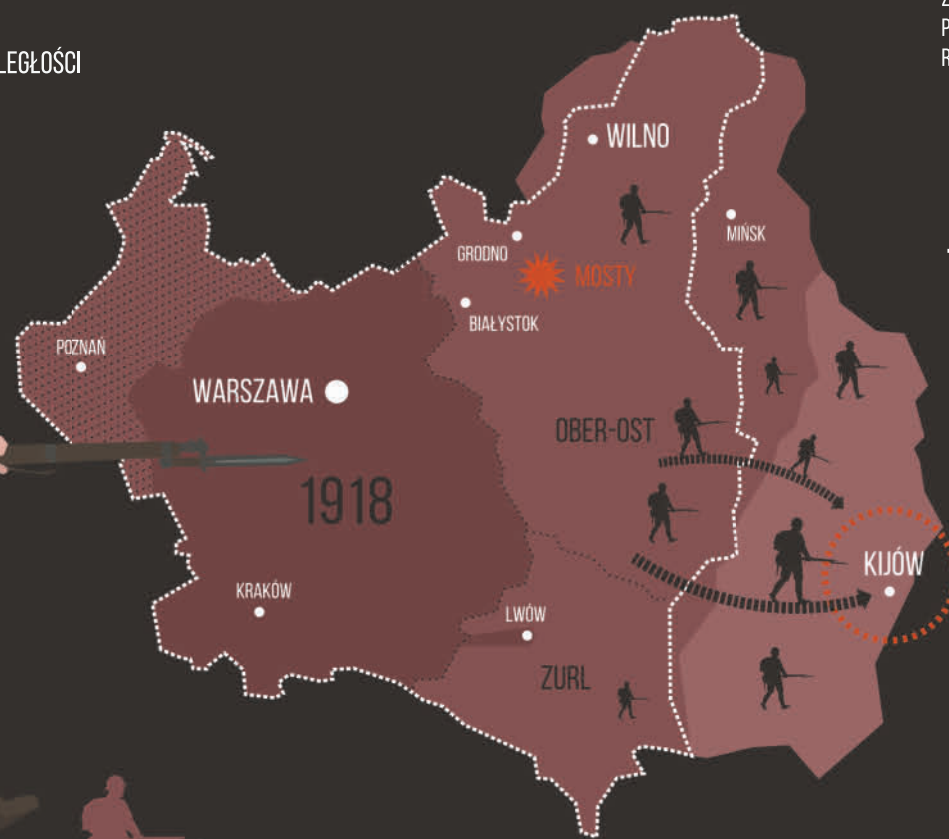 LEGŁOŚCI
Z
P
R
WILNO
MIŃSK
GRODNO
MOSTY
BIAŁYSTOK
POZNAŃ
WARSZAWA
OBER-OST
1918
KIJÓW
KRAKÓW
LWÓW
ZURL